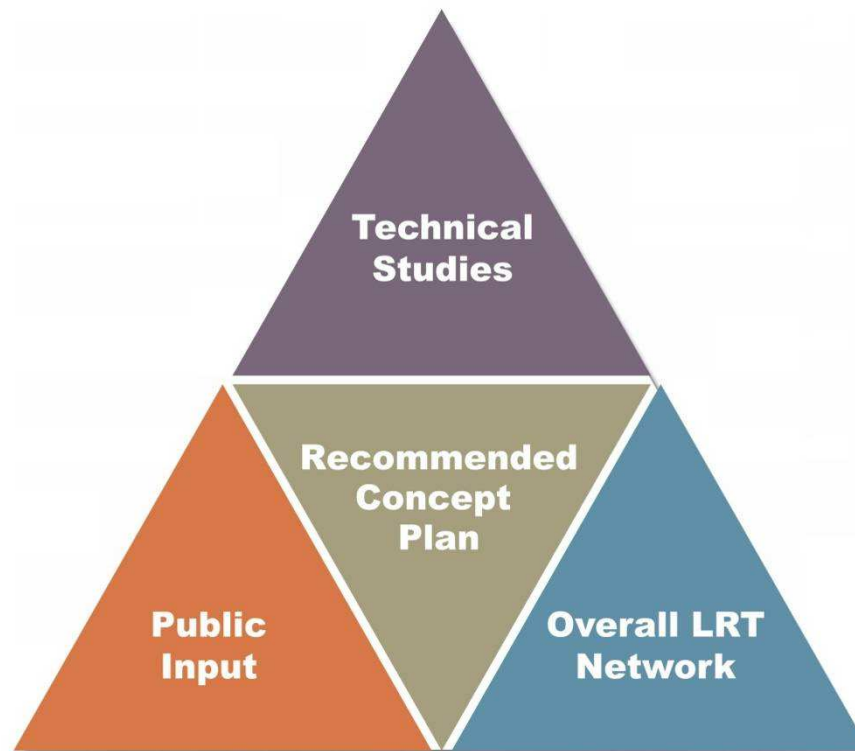 Technical
Studies
Recommended
Concept
Plan
Public
Input
Overall LRT
Network